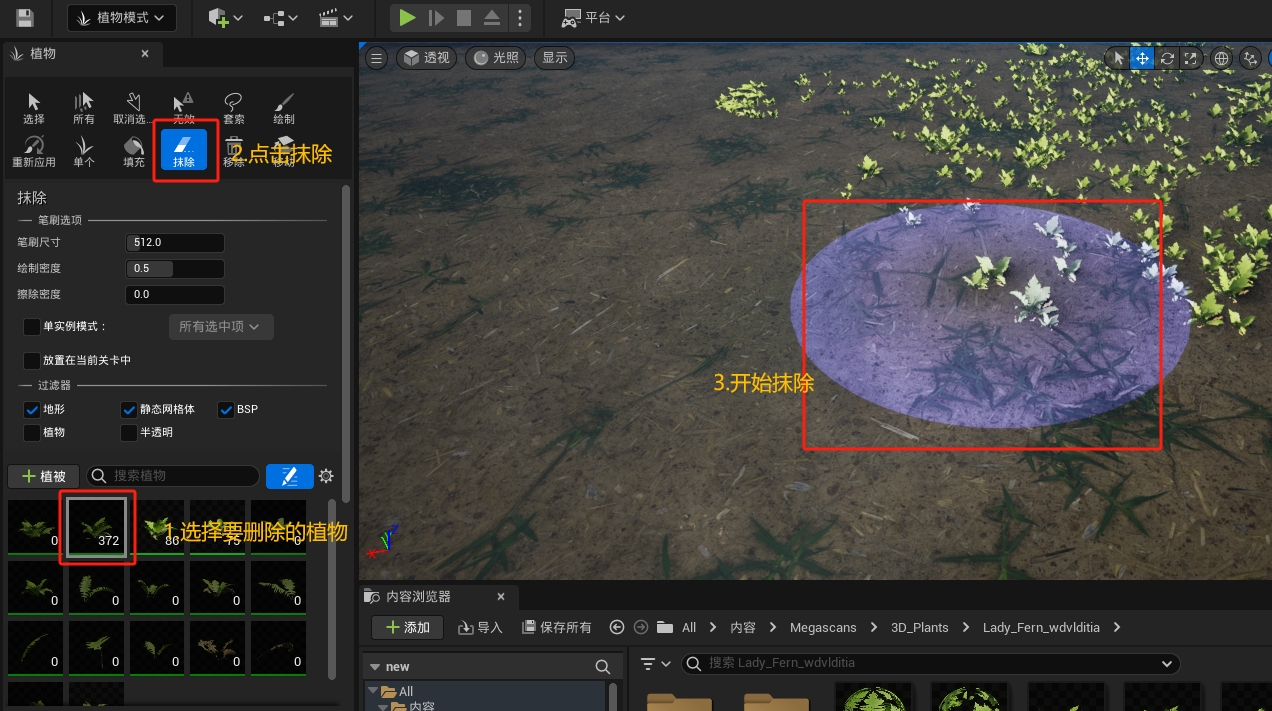 植物模式
平台
植物
选择 所有 取消选... 无效 套索 绘制
重新应用 单个 填充 抹除 移除 移动
2.点击抹除
抹除
笔刷选项
笔刷尺寸 512.0
绘制密度 0.5
擦除密度 0.0
单实例模式： 所有选中项
放置在当前关卡中
过滤器
地形 静态网格体 BSP
植物 半透明
植被 搜索植物
0 372 86 75 0
1.选择要删除的植物
0 0 0 0 0
0 0 0 0 0
透视 光照 显示
3.开始抹除
内容浏览器
添加 导入 保存所有 All 内容 Megascans 3D_Plants Lady_Fern_wdvlditia
new 搜索 Lady_Fern_wdvlditia
All
内容